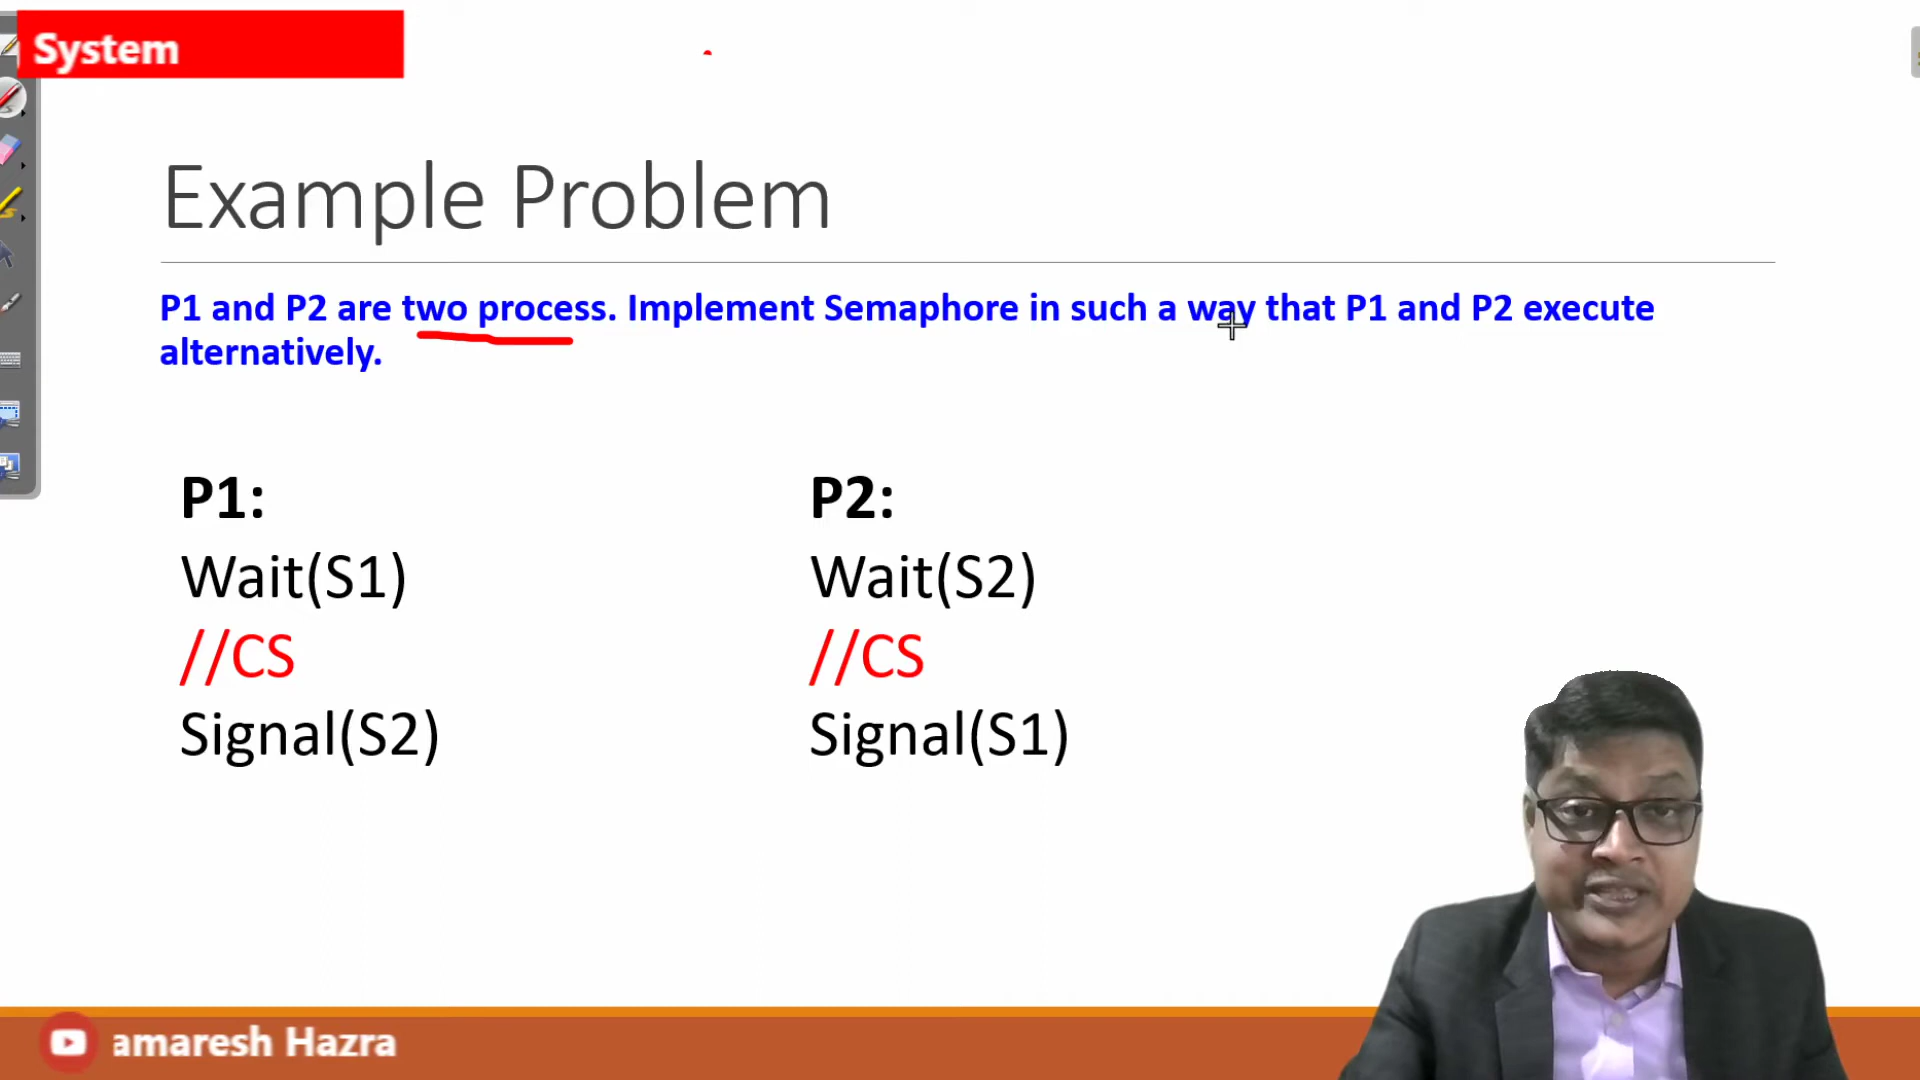 System
Example Problem
P1 and P2 are two process. Implement Semaphore in such a way that P1 and P2 execute
alternatively.
P1:
Wait(S1)
//CS
Signal(S2)
P2:
Wait(S2)
//CS
Signal(S1)
amaresh Hazra